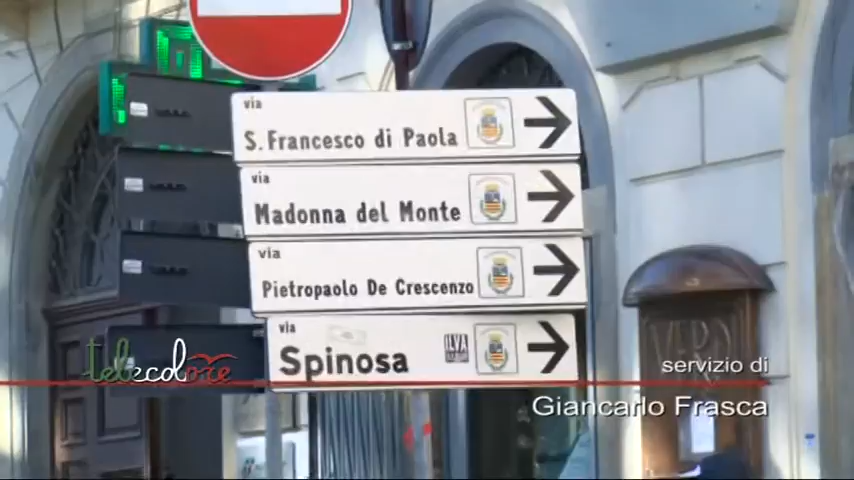 via
S.Francesco di Paola
via
Madonna del Monte
via
Pietropaolo De Crescenzo
via
Spinosa
ILVA
telecolore
servizio di
Giancarlo Frasca